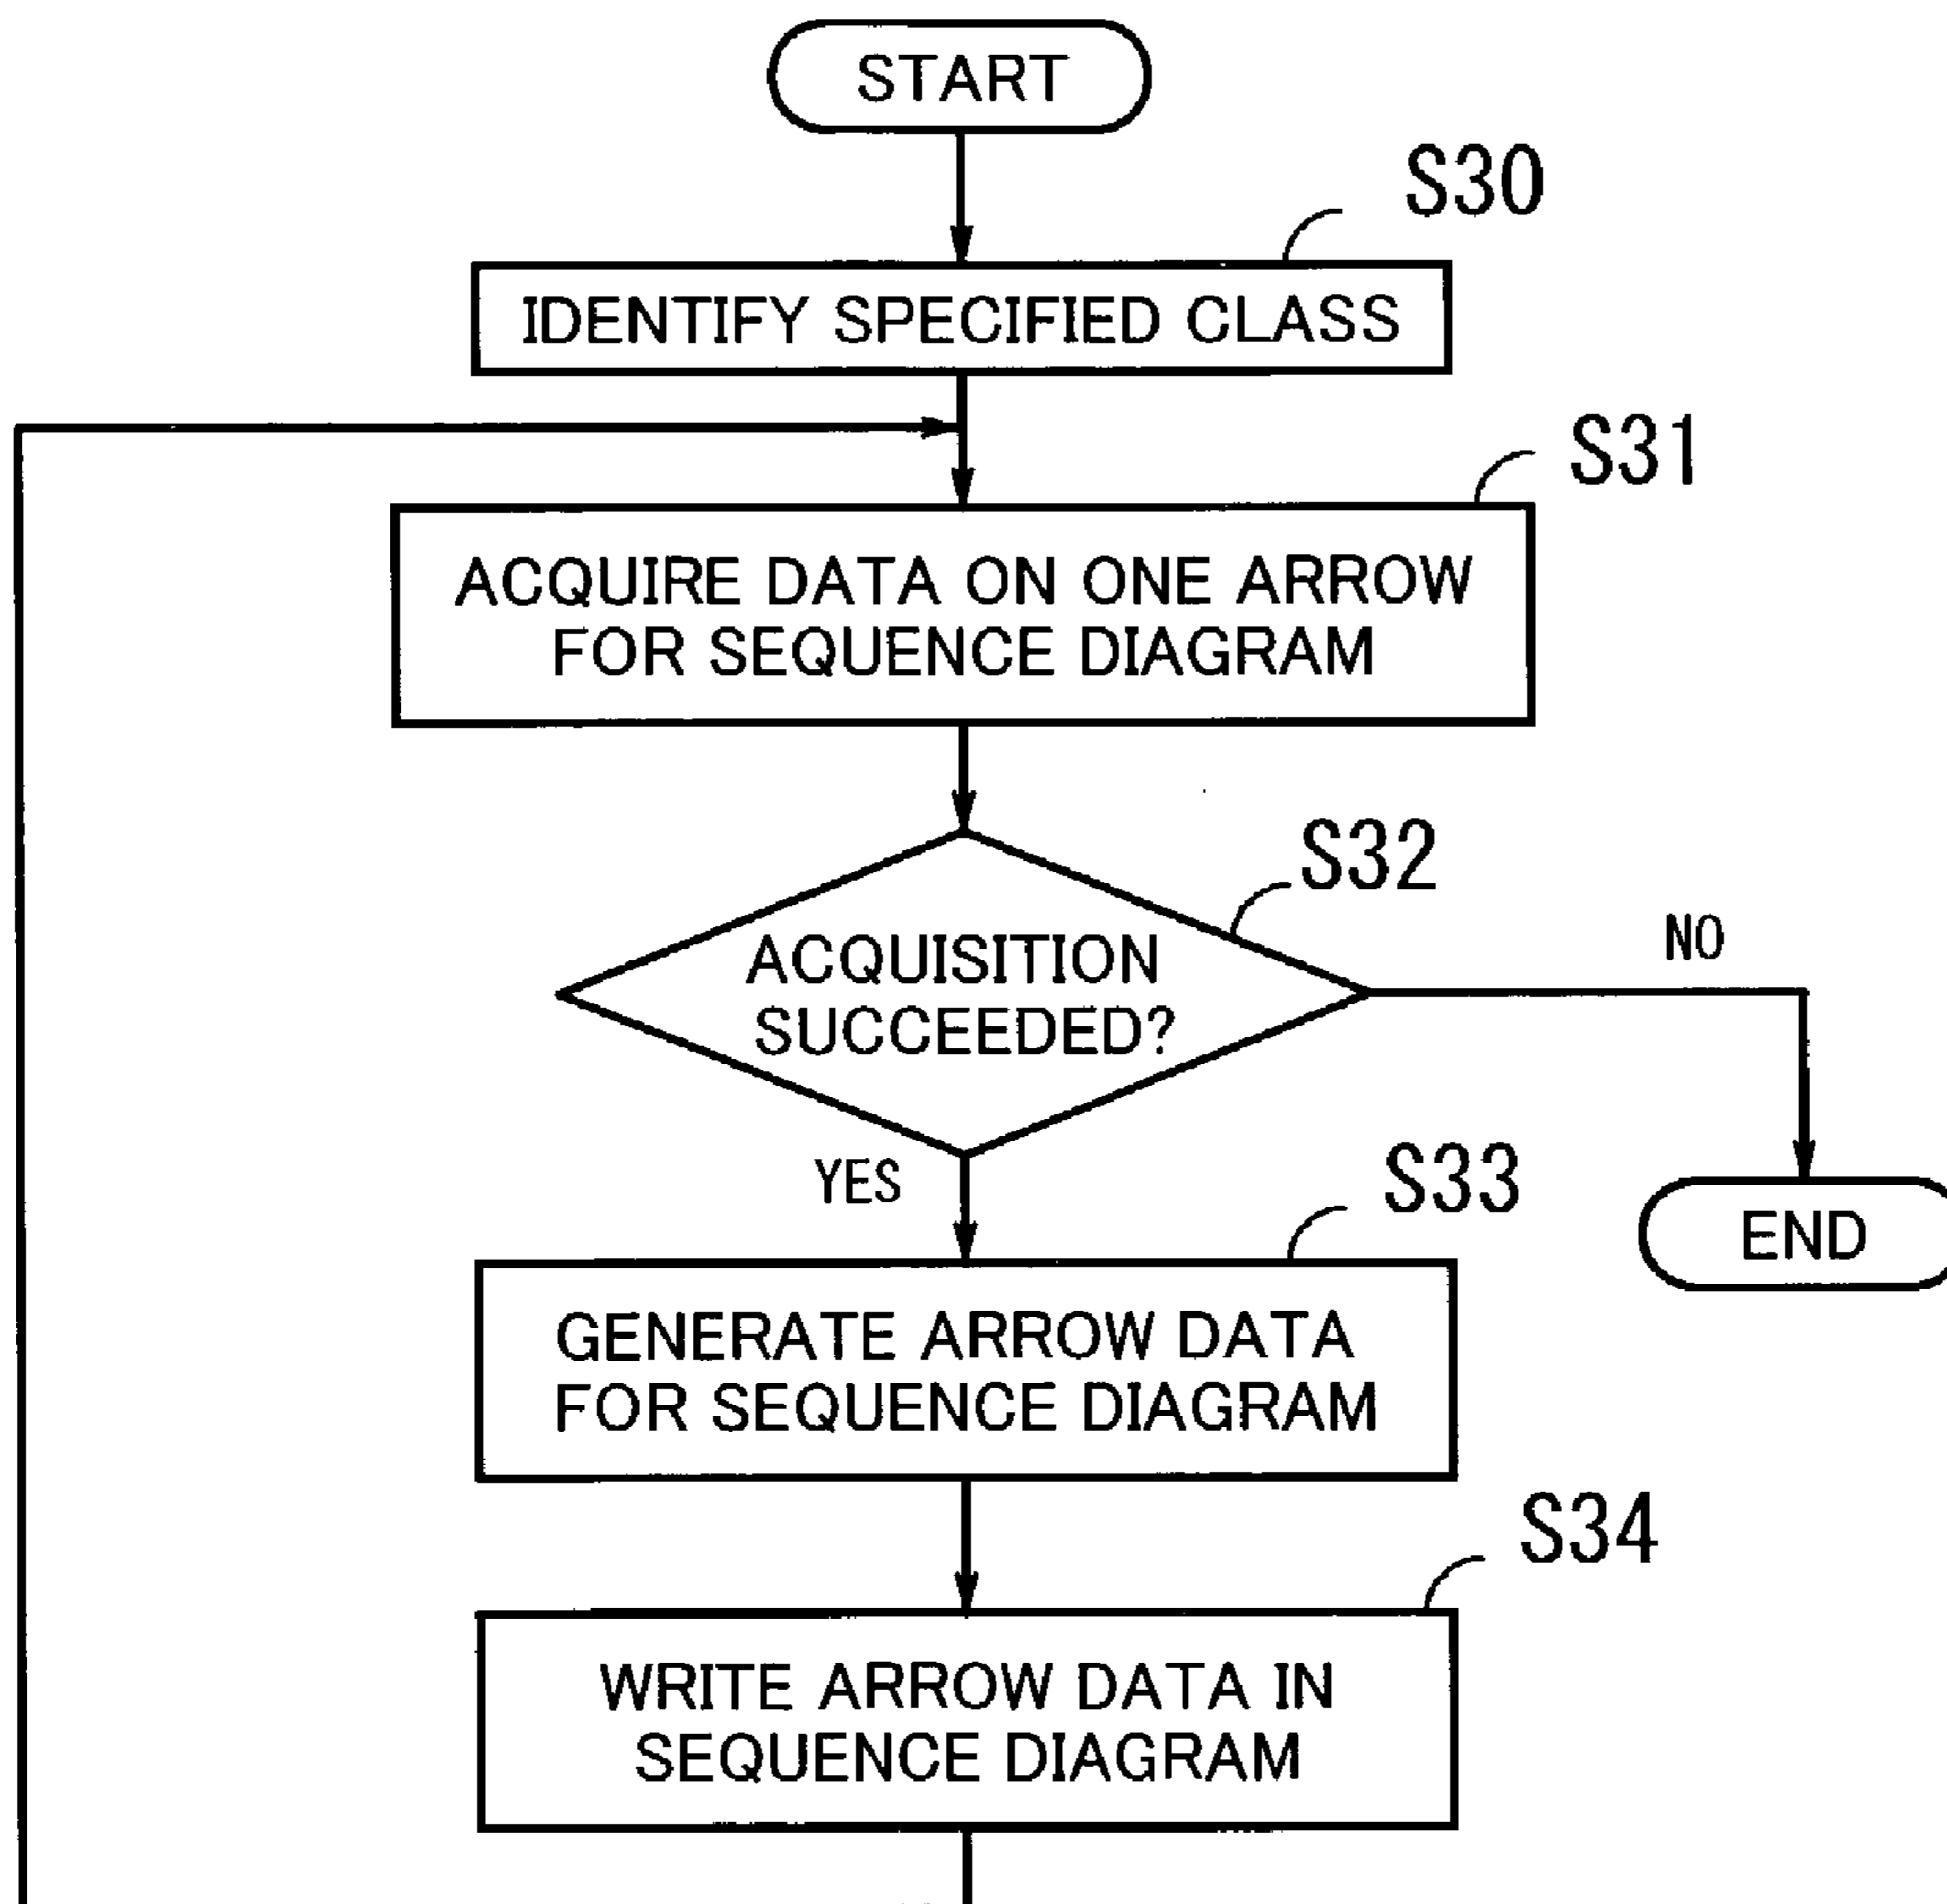 START
S30
IDENTIFY SPECIFIED CLASS
S31
ACQUIRE DATA ON ONE ARROW
FOR SEQUENCE DIAGRAM
S32
ACQUISITION
SUCCEEDED?
NO
YES
S33
END
GENERATE ARROW DATA
FOR SEQUENCE DIAGRAM
S34
WRITE ARROW DATA IN
SEQUENCE DIAGRAM